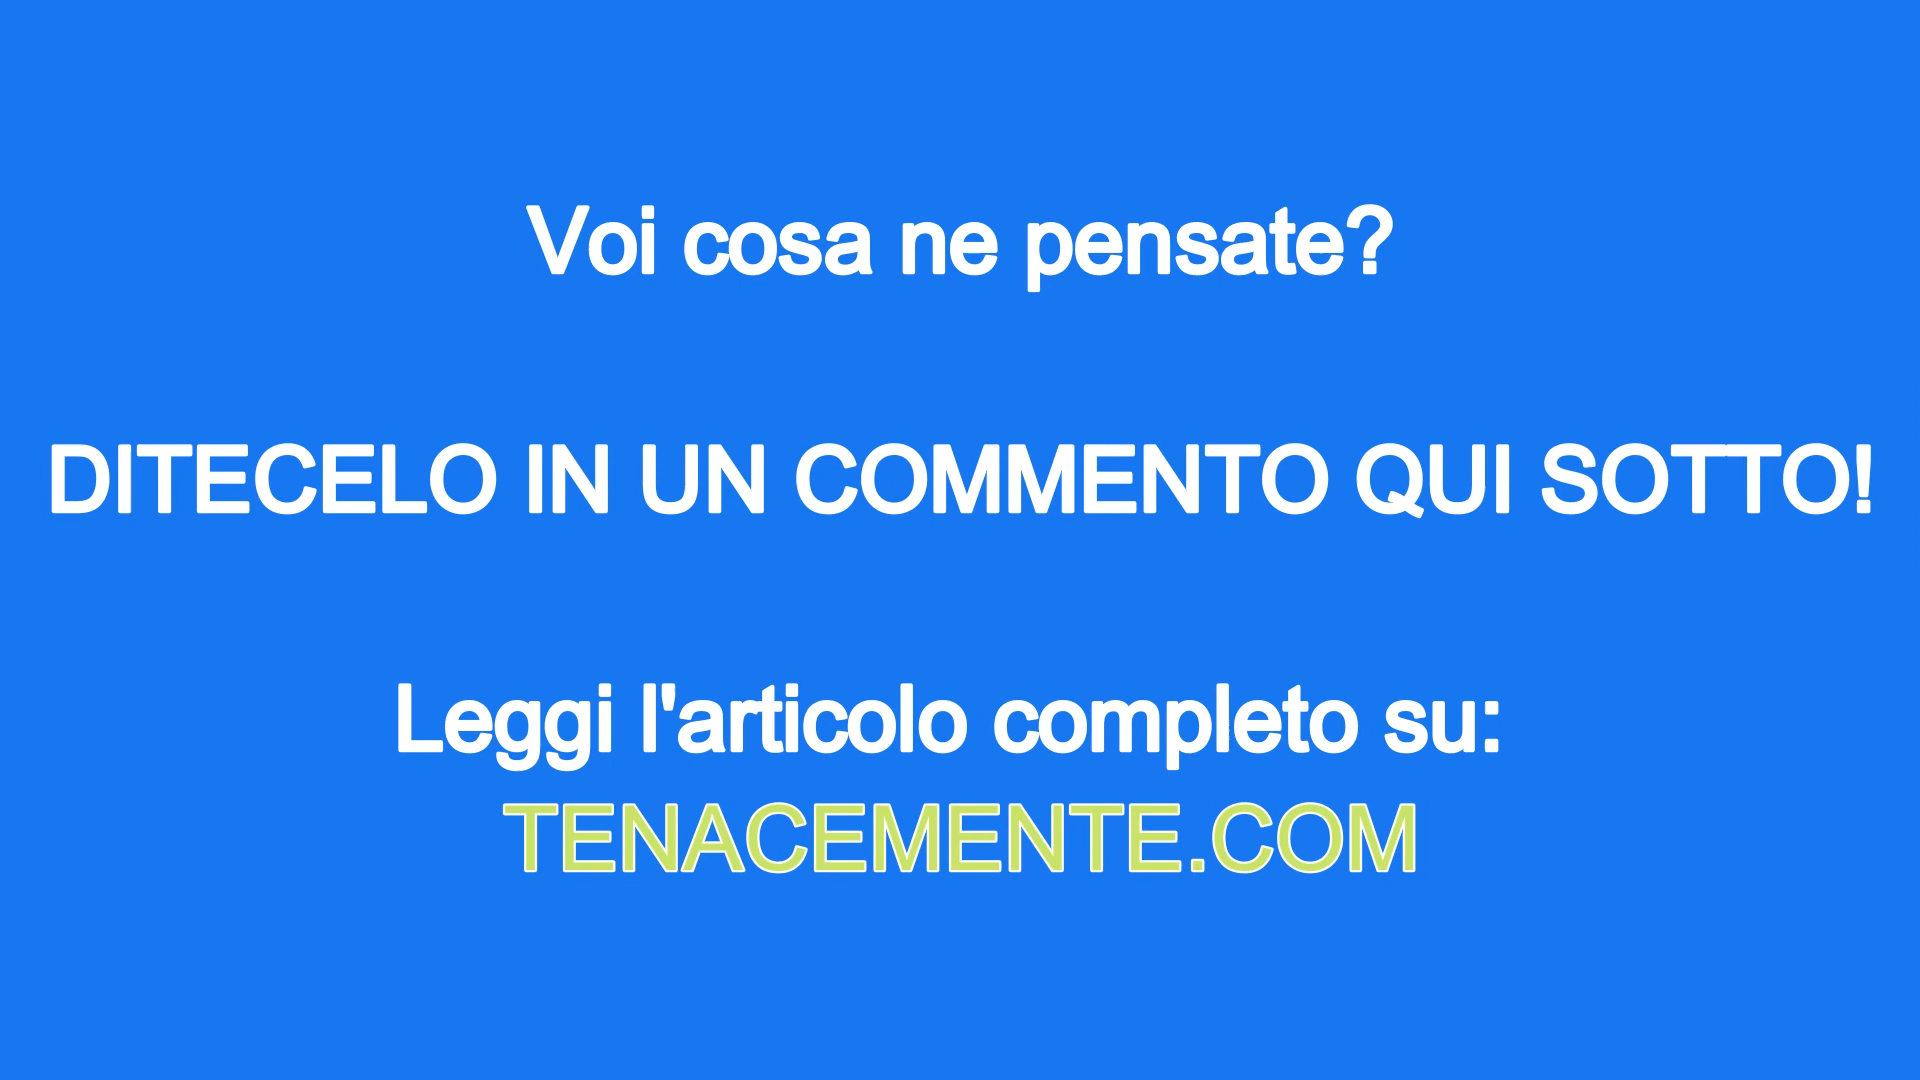 Voi cosa ne pensate?
DITECELO IN UN COMMENTO QUI SOTTO!
Leggi l'articolo completo su:
TENACEMENTE.COM